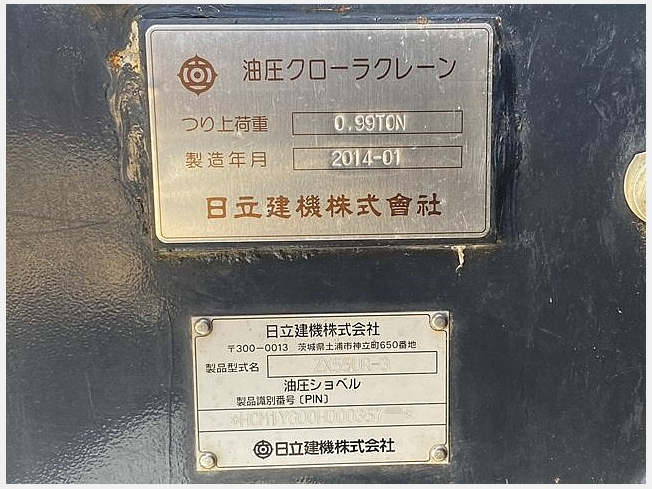 油圧クローラクレーン
つり上荷重 0.99TON
製造年月 2014-01
日立建機株式會社
日立建機株式会社
〒300-0013 茨城県土浦市神立町650番地
製品型式名 ZX55UR-3
油圧ショベル
製品識別番号〔PIN〕
日立建機株式会社